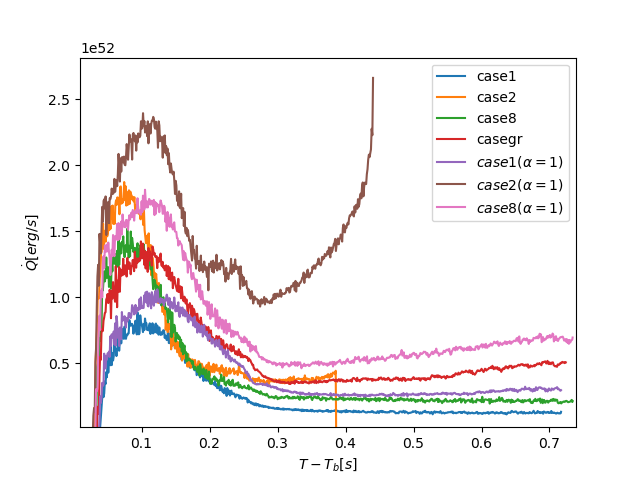 1e52
2.5
2.0
1.5
1.0
0.5
Q̇[erg/s]
case1
case2
case8
casegr
case1(α = 1)
case2(α = 1)
case8(α = 1)
0.1 0.2 0.3 0.4 0.5 0.6 0.7
T − T_b[s]